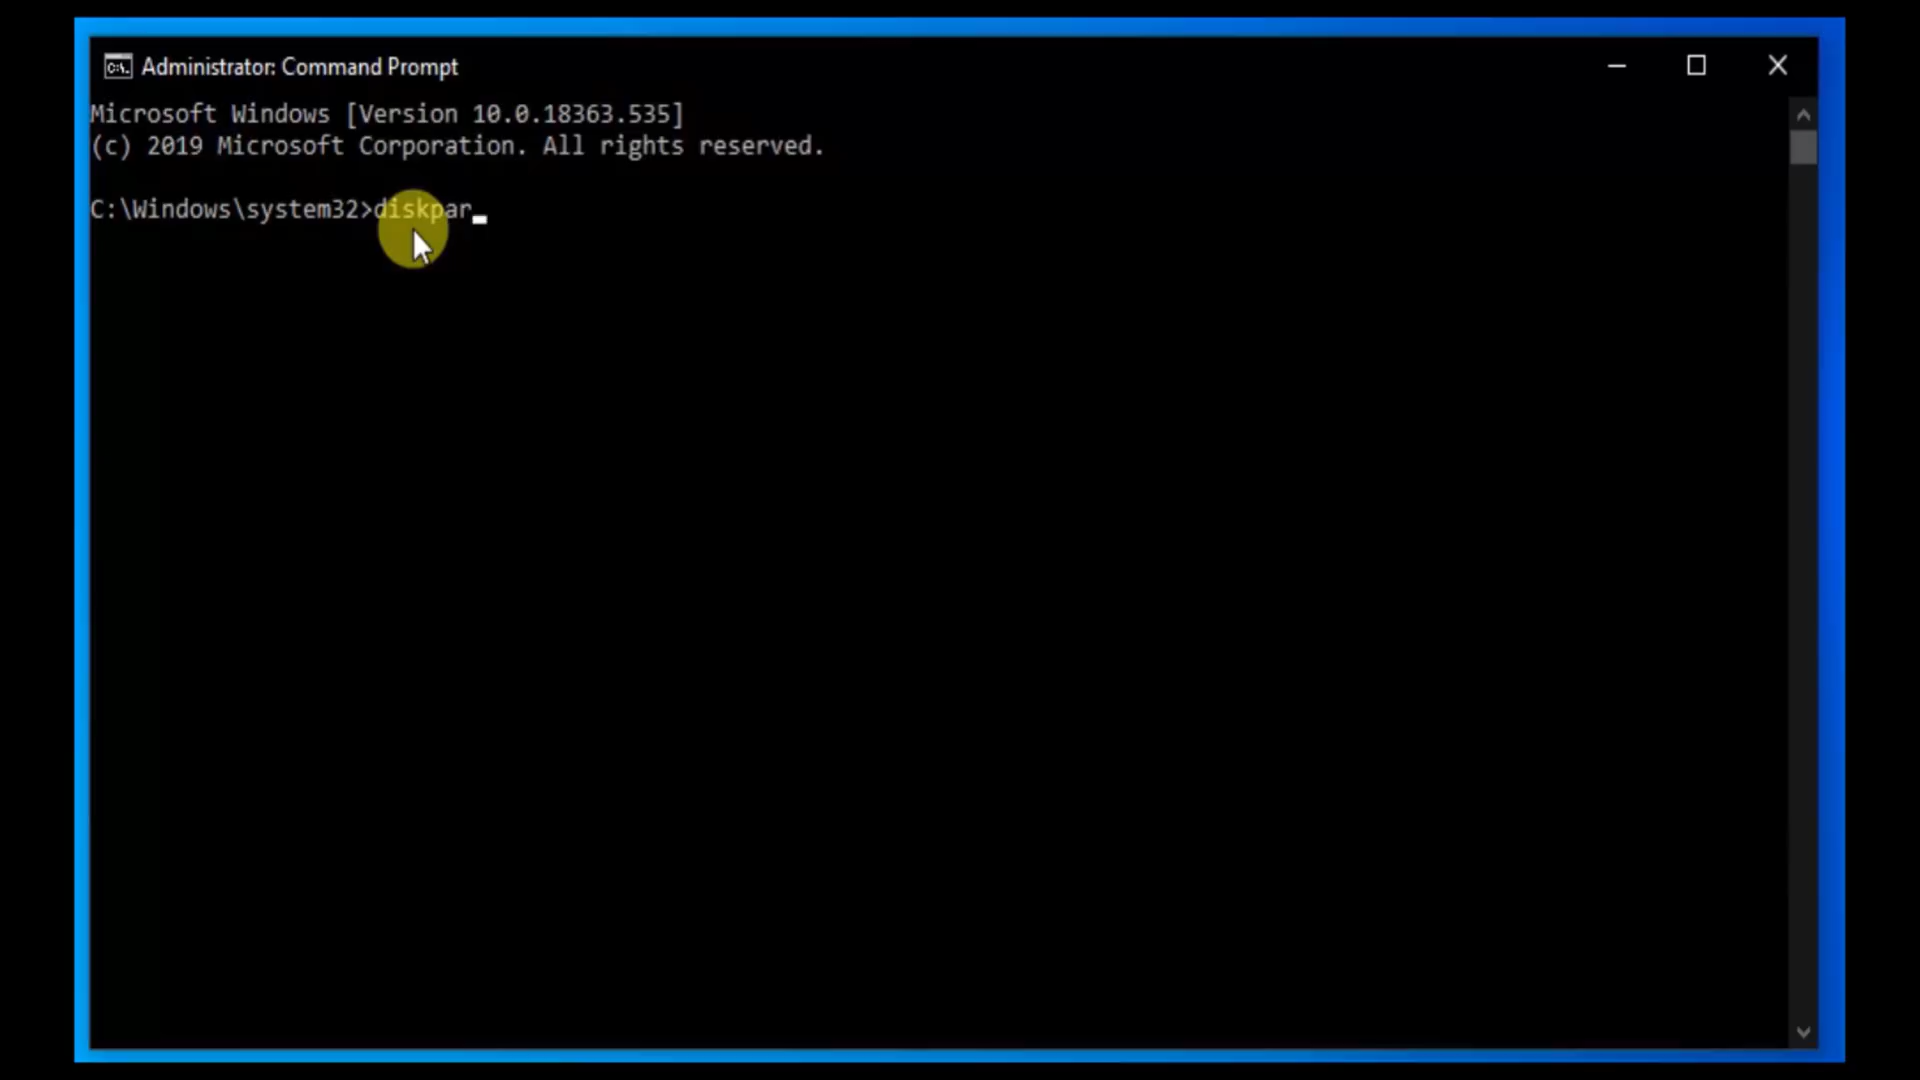 Administrator: Command Prompt
Microsoft Windows [Version 10.0.18363.535]
(c) 2019 Microsoft Corporation. All rights reserved.
C:\Windows\system32>diskpar